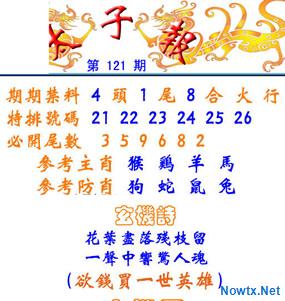 子報
第 121 期
期期禁料 4 頭 1 尾 8 合 火 行
特排號碼 21 22 23 24 25 26
必開尾數 3 5 9 6 8 2
參考主肖 猴 鷄 羊 馬
參考防肖 狗 蛇 鼠 兔
玄機詩
花葉盡落殘枝留
一聲中響驚人魂
(欲錢買一世英雄)
Nowtx.Net